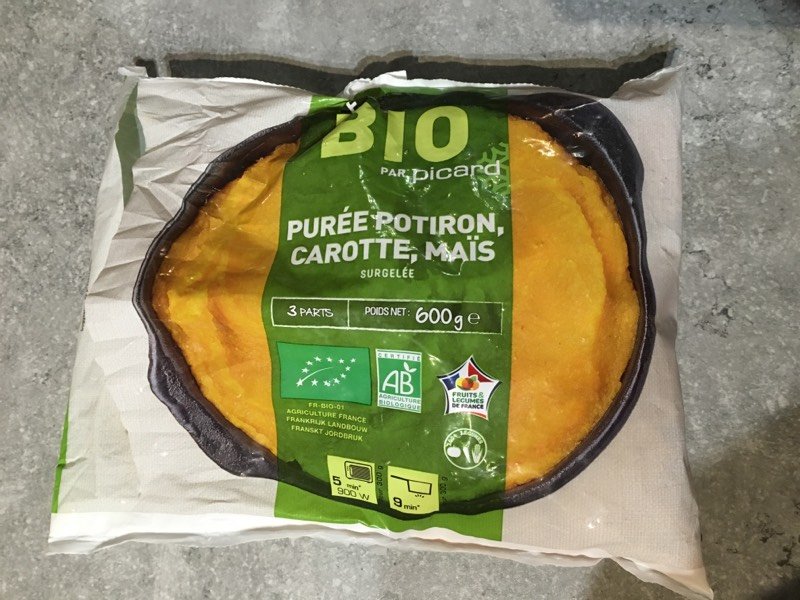 BIO
PAR picard
PURÉE POTIRON,
CAROTTE, MAÏS
SURGELÉE
3 PARTS
POIDS NET : 600g e
CERTIFIÉ
AB
AGRICULTURE
BIOLOGIQUE
FRUITS &
LÉGUMES
DE FRANCE
FR-BIO-01
AGRICULTURE FRANCE
FRANKRIJK LANDBOUW
FRANSKT JORDBRUK
5
min*
900 W
9 min*